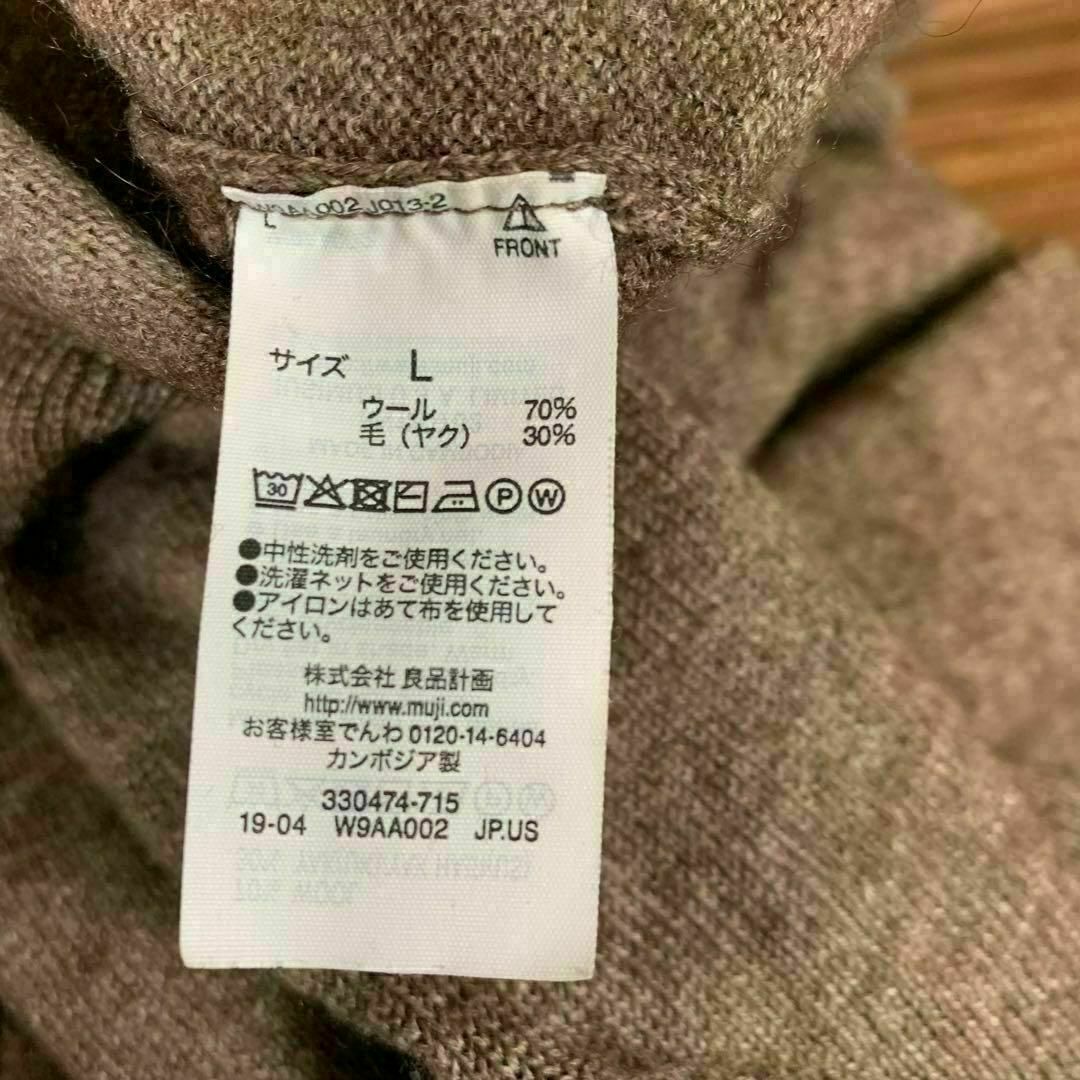 W9AA002 J013-2
L
FRONT
サイズ L
ウール 70%
毛（ヤク） 30%
30 P W
●中性洗剤をご使用ください。
●洗濯ネットをご使用ください。
●アイロンはあて布を使用して
ください。
株式会社 良品計画
http://www.muji.com
お客様室でんわ 0120-14-6404
カンボジア製
330474-715
19-04 W9AA002 JP.US